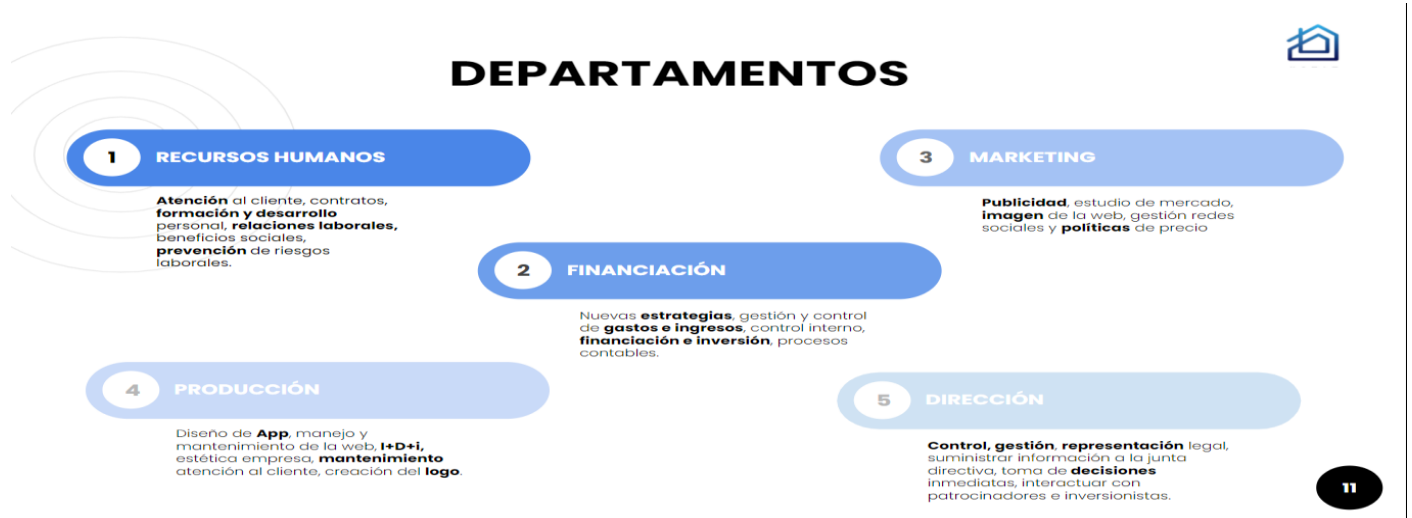 DEPARTAMENTOS
1
RECURSOS HUMANOS
Atención al cliente, contratos,
formación y desarrollo
personal, relaciones laborales,
beneficios sociales,
prevención de riesgos
laborales.
2
FINANCIACIÓN
Nuevas estrategias, gestión y control
de gastos e ingresos, control interno,
financiación e inversión, procesos
contables.
3
MARKETING
Publicidad, estudio de mercado,
imagen de la web, gestión redes
sociales y políticas de precio
4
PRODUCCIÓN
Diseño de App, manejo y
mantenimiento de la web, I+D+i,
estética empresa, mantenimiento
atención al cliente, creación del logo.
5
DIRECCIÓN
Control, gestión, representación legal,
suministrar información a la junta
directiva, toma de decisiones
inmediatas, interactuar con
patrocinadores e inversionistas.
11